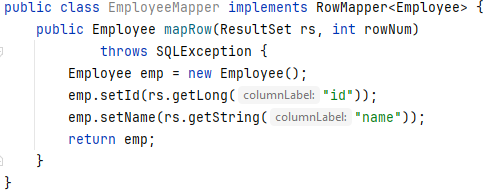 public class EmployeeMapper implements RowMapper<Employee> {
    public Employee mapRow(ResultSet rs, int rowNum)
            throws SQLException {
        Employee emp = new Employee();
        emp.setId(rs.getLong( columnLabel: "id"));
        emp.setName(rs.getString( columnLabel: "name"));
        return emp;
    }
}